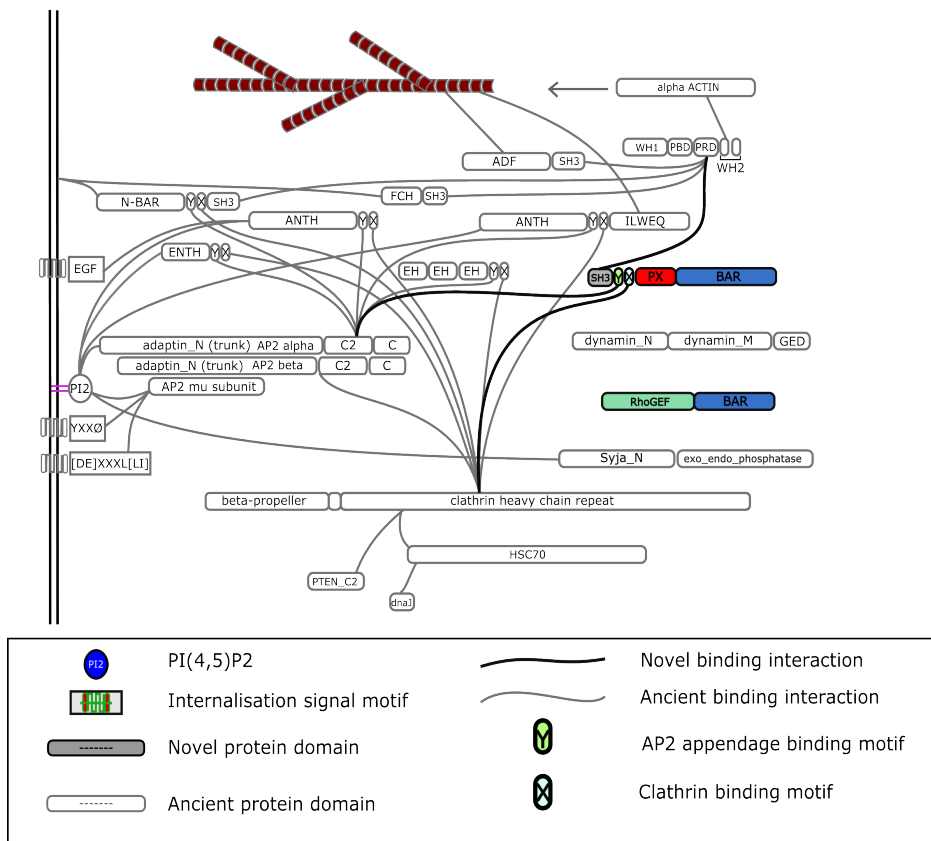 alpha ACTIN
WH1 PBD PRD
WH2
ADF SH3
FCH SH3
N-BAR Y X SH3
ANTH Y X
ANTH Y X ILWEQ
ENTH Y X
EGF
EH EH EH Y X
SH3 Y X PX BAR
adaptin_N (trunk) AP2 alpha C2 C
dynamin_N dynamin_M GED
adaptin_N (trunk) AP2 beta C2 C
PI2
AP2 mu subunit
RhoGEF BAR
YXXØ
[DE]XXXL[LI]
Syja_N exo_endo_phosphatase
beta-propeller clathrin heavy chain repeat
HSC70
PTEN_C2
dnaJ
PI2 PI(4,5)P2
Internalisation signal motif
Novel protein domain
Ancient protein domain
Novel binding interaction
Ancient binding interaction
Y AP2 appendage binding motif
X Clathrin binding motif